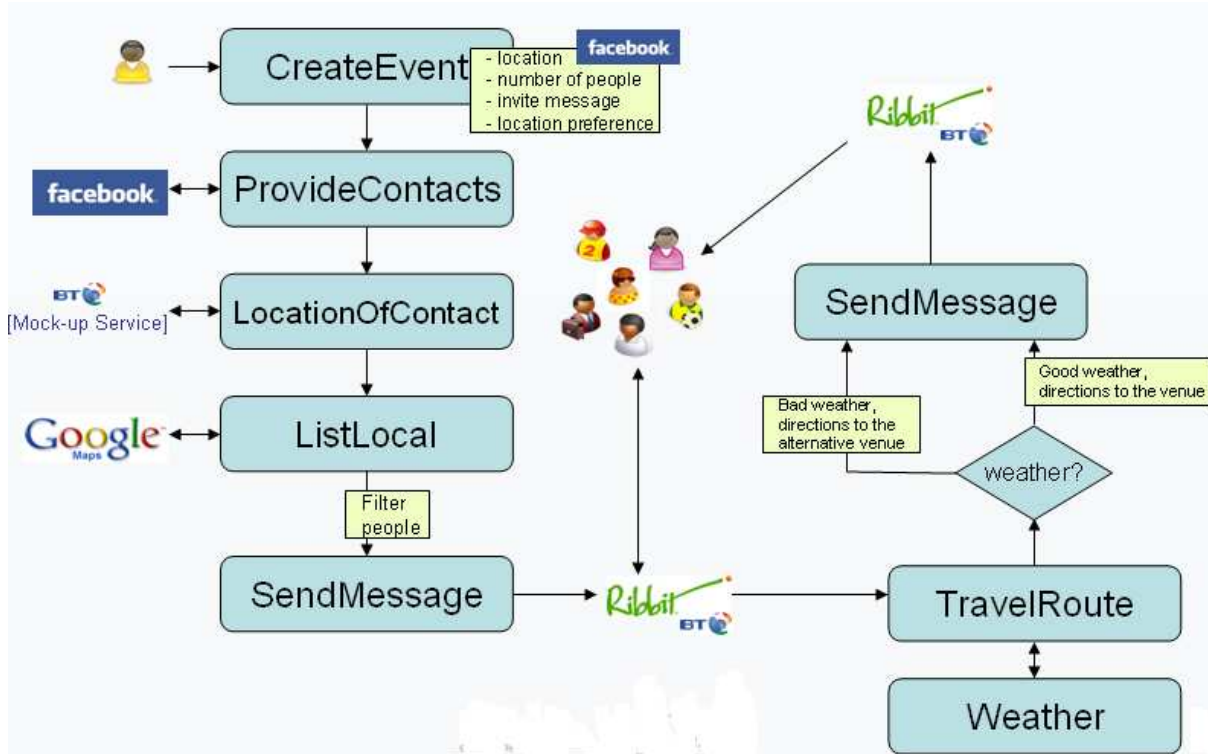 CreateEvent
facebook
- location
- number of people
- invite message
- location preference
facebook
ProvideContacts
BT
[Mock-up Service]
LocationOfContact
Google
Maps
ListLocal
Filter
people
SendMessage
Ribbit
BT
2
Ribbit
BT
SendMessage
Bad weather,
directions to the
alternative venue
Good weather,
directions to the venue
weather?
TravelRoute
Weather